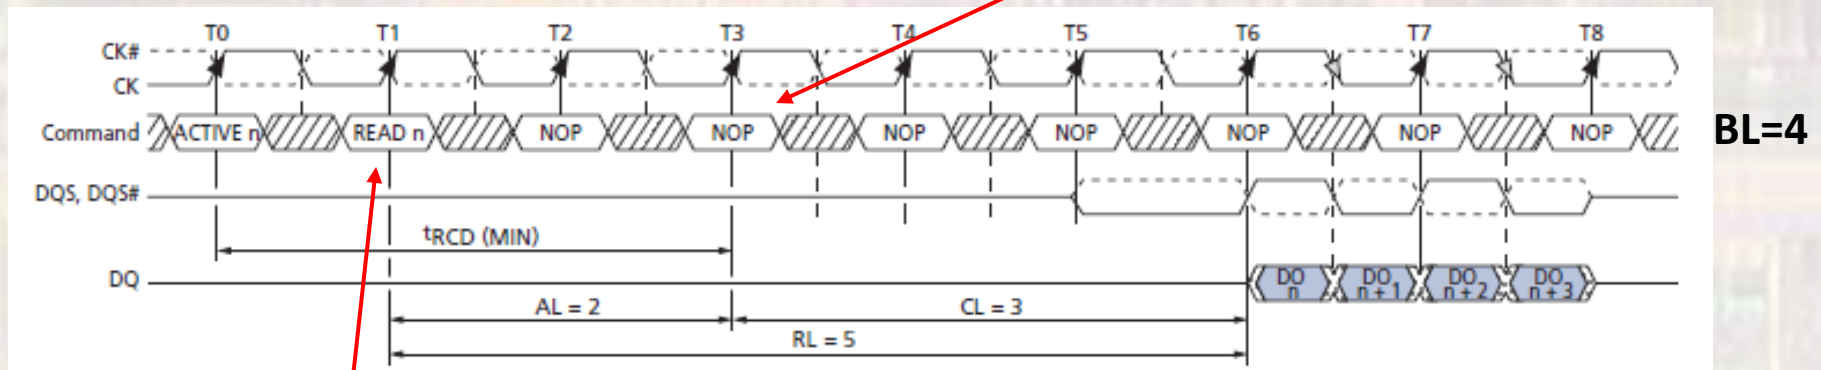 T0 T1 T2 T3 T4 T5 T6 T7 T8
CK#
CK
Command ACTIVE n READ n NOP NOP NOP NOP NOP NOP NOP
BL=4
DQS, DQS#
tRCD (MIN)
DQ DO n DO n + 1 DO n + 2 DO n + 3
AL = 2 CL = 3
RL = 5